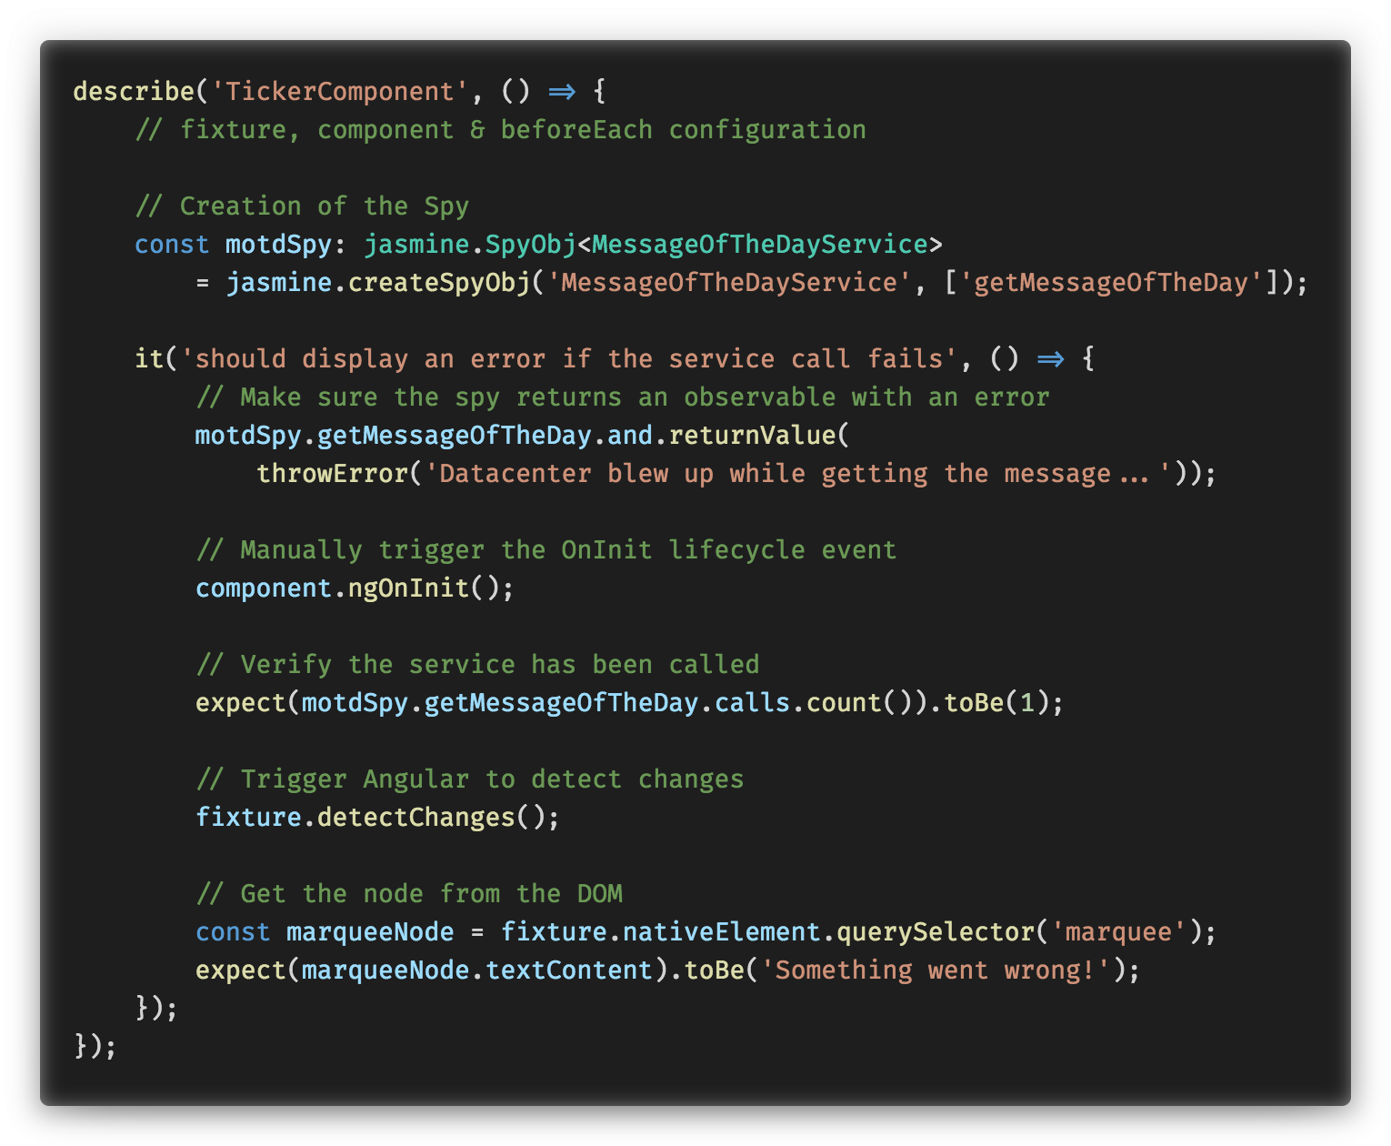 describe('TickerComponent', () => {
    // fixture, component & beforeEach configuration

    // Creation of the Spy
    const motdSpy: jasmine.SpyObj<MessageOfTheDayService>
        = jasmine.createSpyObj('MessageOfTheDayService', ['getMessageOfTheDay']);

    it('should display an error if the service call fails', () => {
        // Make sure the spy returns an observable with an error
        motdSpy.getMessageOfTheDay.and.returnValue(
            throwError('Datacenter blew up while getting the message...'));

        // Manually trigger the OnInit lifecycle event
        component.ngOnInit();

        // Verify the service has been called
        expect(motdSpy.getMessageOfTheDay.calls.count()).toBe(1);

        // Trigger Angular to detect changes
        fixture.detectChanges();

        // Get the node from the DOM
        const marqueeNode = fixture.nativeElement.querySelector('marquee');
        expect(marqueeNode.textContent).toBe('Something went wrong!');
    });
});